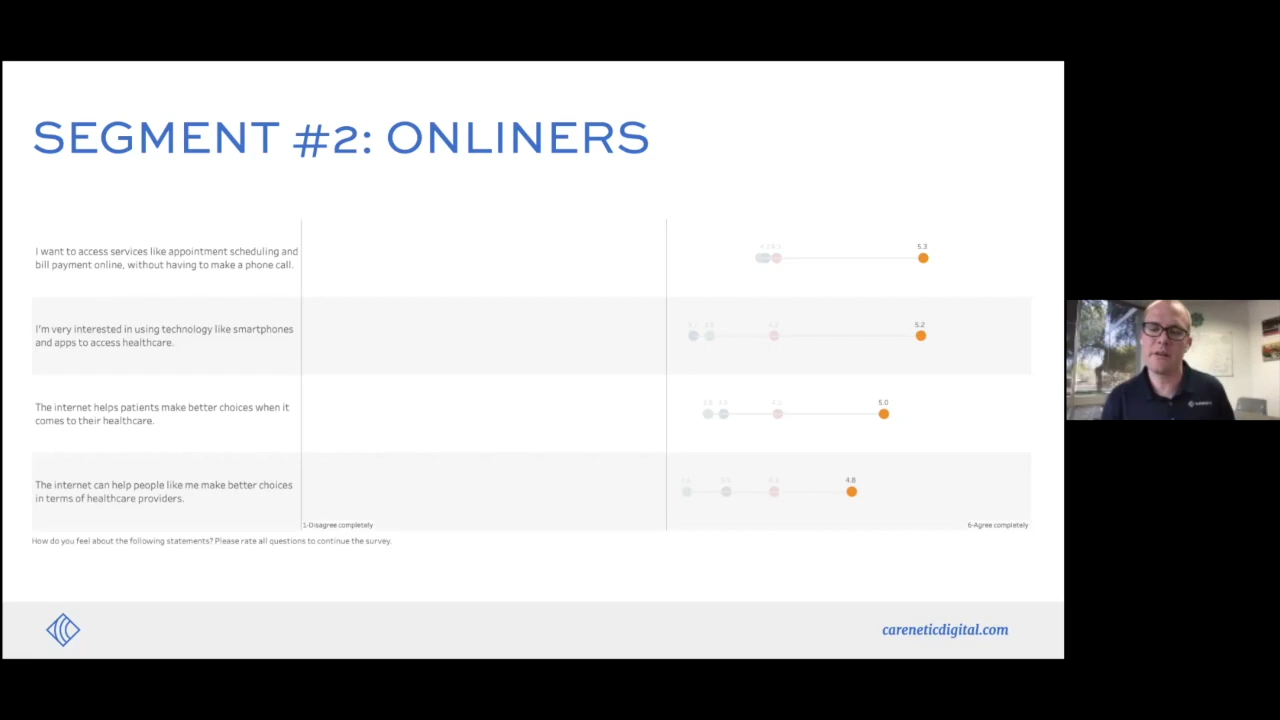 SEGMENT #2: ONLINERS
I want to access services like appointment scheduling and
bill payment online, without having to make a phone call.
5.3
I'm very interested in using technology like smartphones
and apps to access healthcare.
5.2
The internet helps patients make better choices when it
comes to their healthcare.
5.0
The internet can help people like me make better choices
in terms of healthcare providers.
4.8
1-Disagree completely
6-Agree completely
How do you feel about the following statements? Please rate all questions to continue the survey.
careneticdigital.com